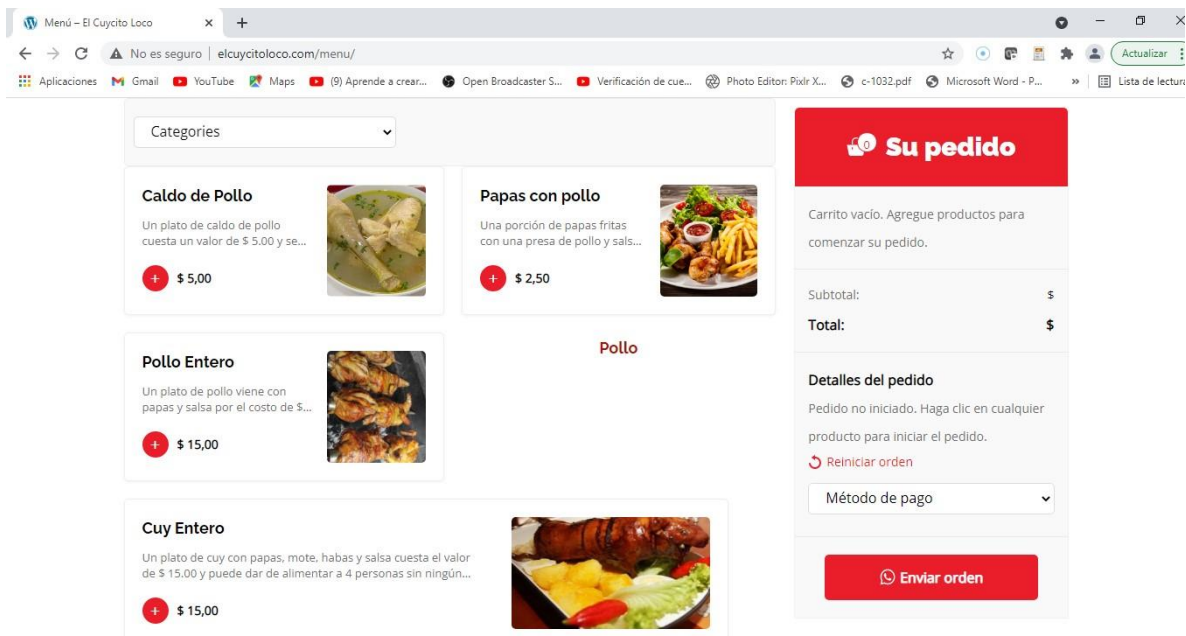 Menú – El Cuycito Loco
No es seguro | elcuycitoloco.com/menu/
Actualizar
Aplicaciones Gmail YouTube Maps (9) Aprende a crear... Open Broadcaster S... Verificación de cue... Photo Editor: Pixlr X... c-1032.pdf Microsoft Word - P... » Lista de lectura
Categories
Caldo de Pollo
Un plato de caldo de pollo
cuesta un valor de $ 5.00 y se...
+ $ 5,00
Papas con pollo
Una porción de papas fritas
con una presa de pollo y sals...
+ $ 2,50
Pollo Entero
Un plato de pollo viene con
papas y salsa por el costo de $...
+ $ 15,00
Pollo
Cuy Entero
Un plato de cuy con papas, mote, habas y salsa cuesta el valor
de $ 15.00 y puede dar de alimentar a 4 personas sin ningún...
+ $ 15,00
0 Su pedido
Carrito vacío. Agregue productos para
comenzar su pedido.
Subtotal: $
Total: $
Detalles del pedido
Pedido no iniciado. Haga clic en cualquier
producto para iniciar el pedido.
Reiniciar orden
Método de pago
Enviar orden